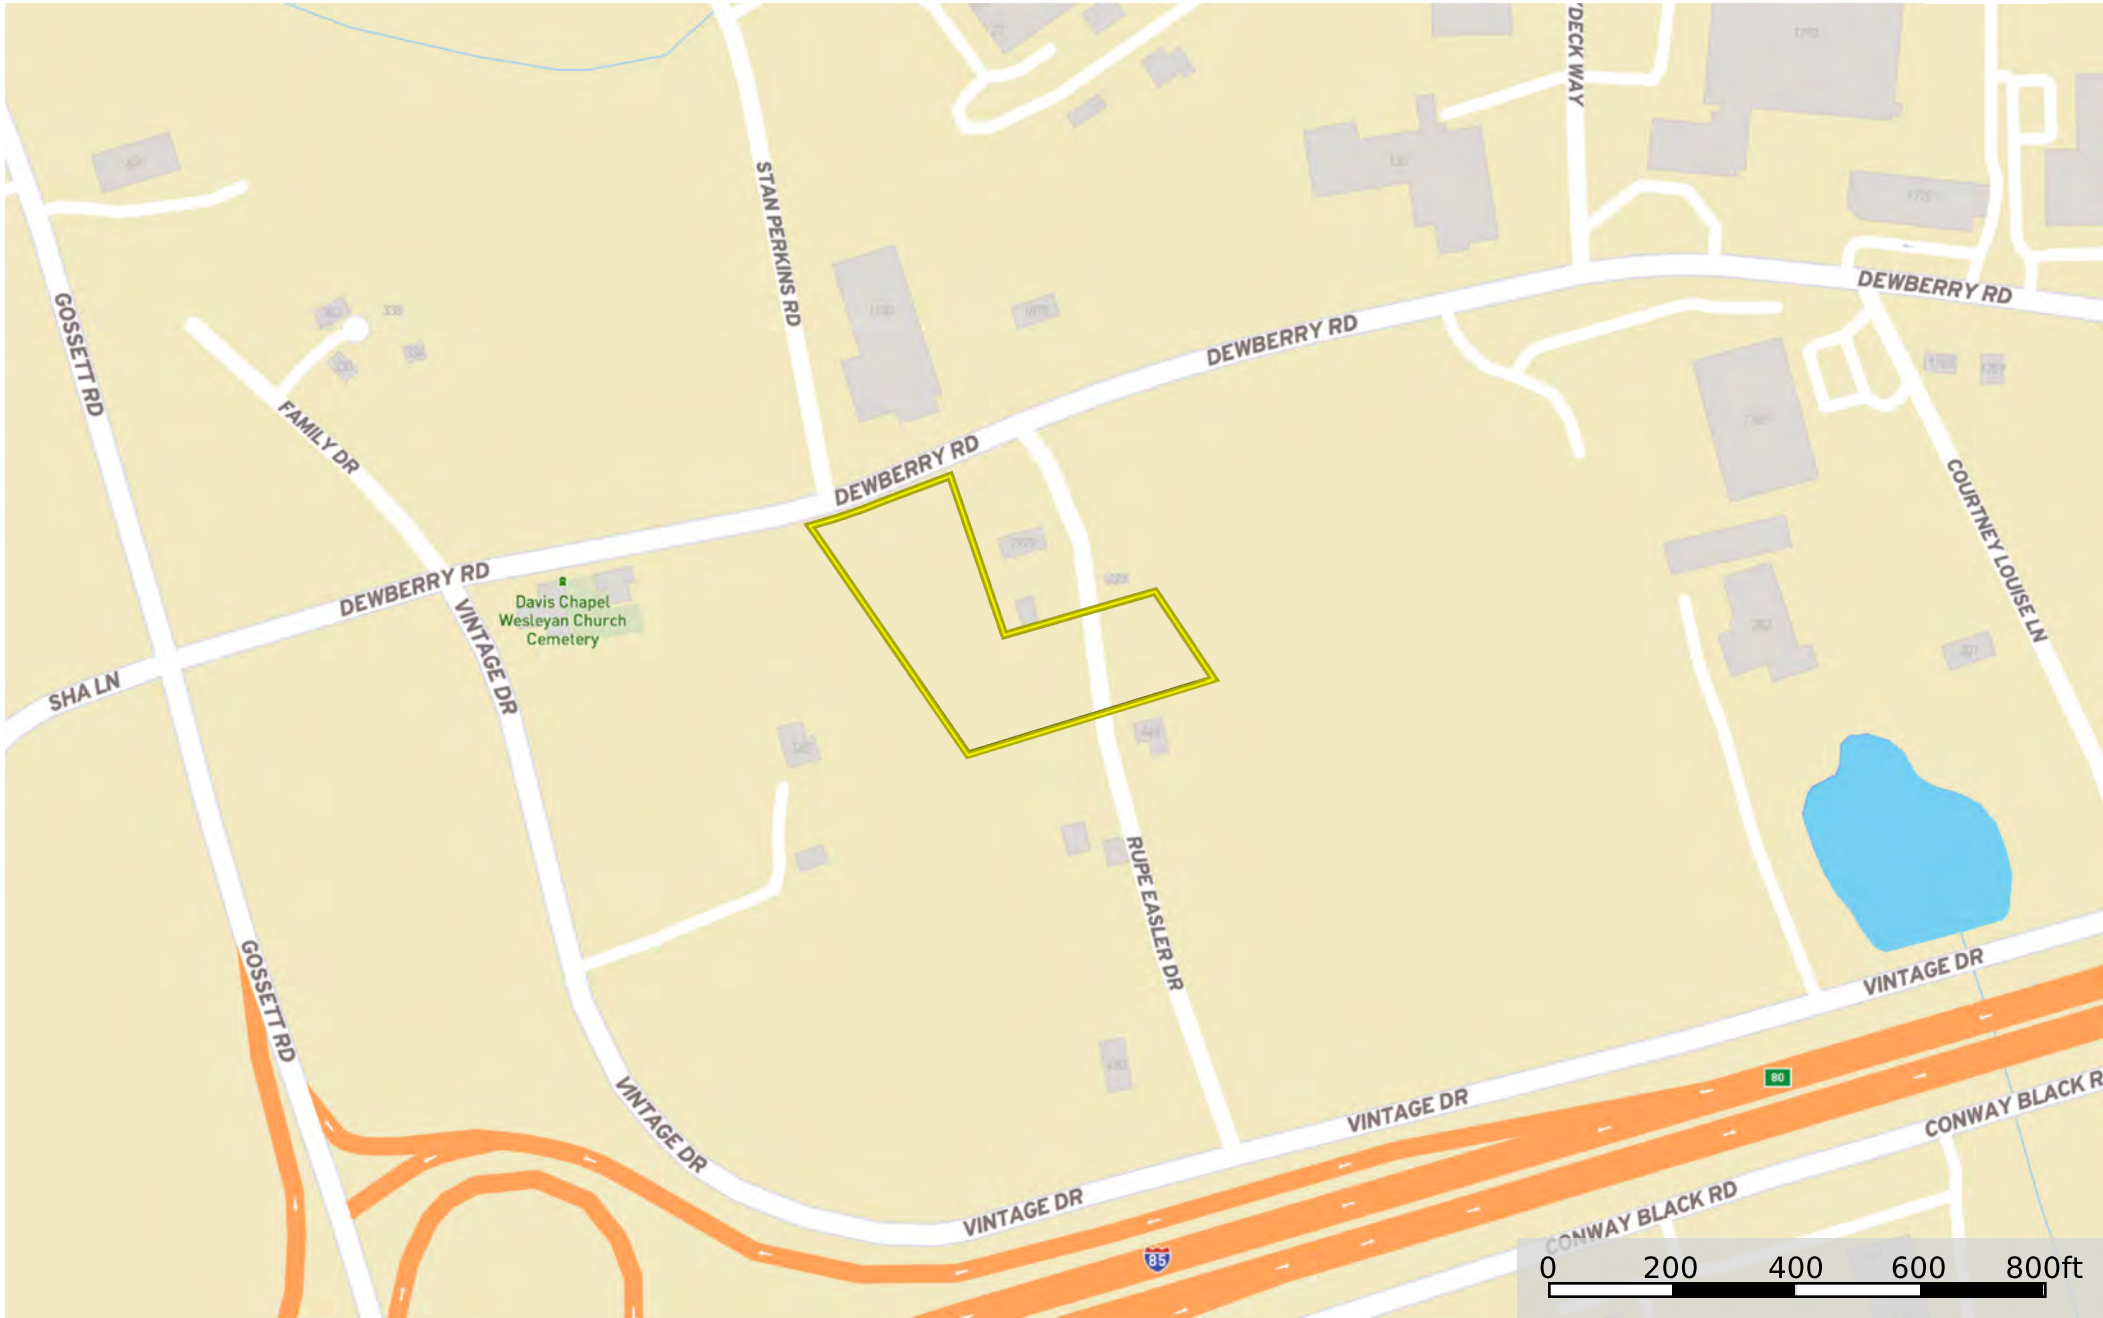 YDECK WAY
STAN PERKINS RD
GOSSETT RD
338
DEWBERRY RD
DEWBERRY RD
FAMILY DR
DEWBERRY RD
COURTNEY LOUISE LN
DEWBERRY RD
Davis Chapel
Wesleyan Church
Cemetery
VINTAGE DR
SHA LN
RUPE EASLER DR
GOSSETT RD
VINTAGE DR
80
VINTAGE DR
VINTAGE DR
CONWAY BLACK R
VINTAGE DR
CONWAY BLACK RD
85
0 200 400 600 800ft